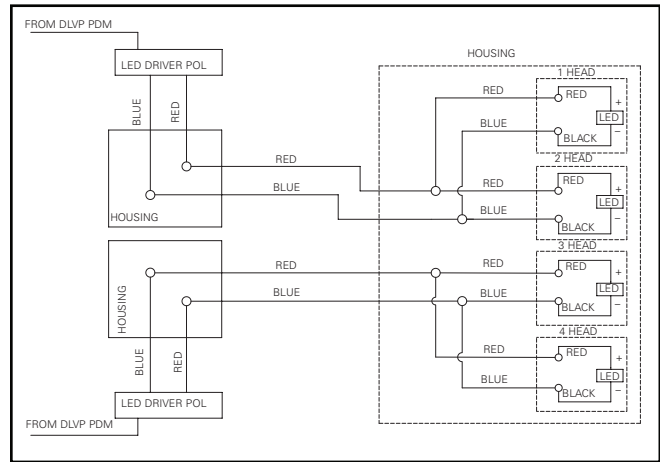 FROM DLVP PDM
LED DRIVER POL
BLUE
RED
HOUSING
RED
BLUE
HOUSING
1 HEAD
RED
RED
+
LED
BLUE
BLACK
–
2 HEAD
RED
RED
+
LED
BLUE
BLACK
–
HOUSING
RED
BLUE
3 HEAD
RED
RED
+
LED
BLUE
BLACK
–
4 HEAD
RED
RED
+
LED
BLUE
BLACK
–
BLUE
RED
LED DRIVER POL
FROM DLVP PDM